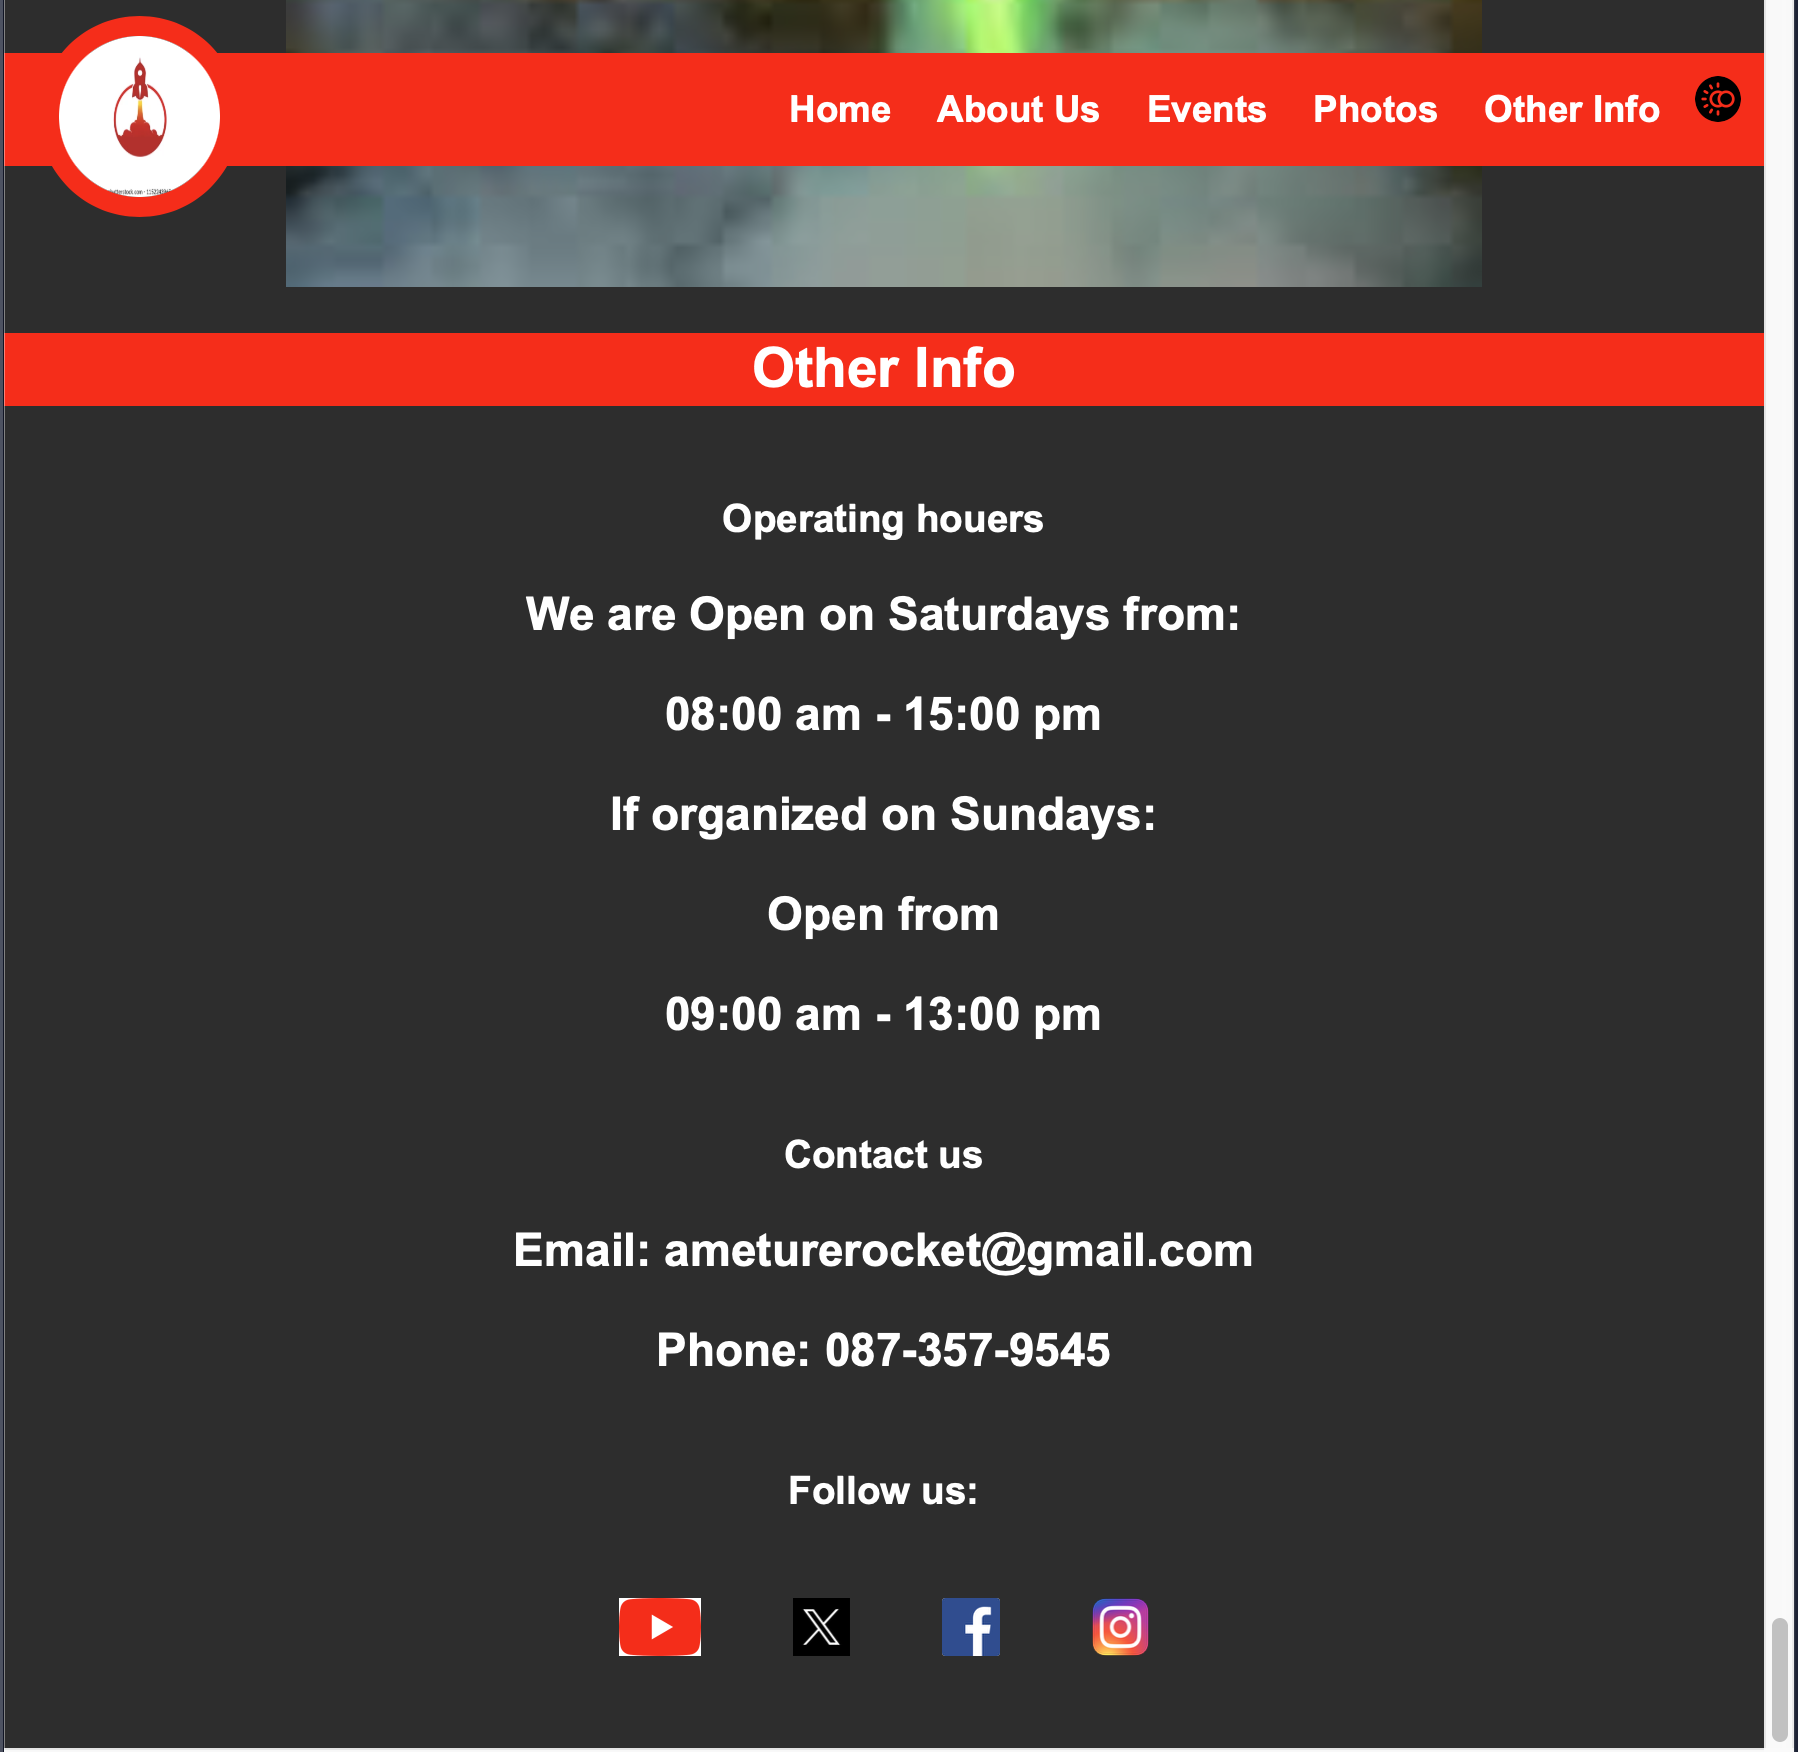 Home About Us Events Photos Other Info
Other Info
Operating houers
We are Open on Saturdays from:
08:00 am - 15:00 pm
If organized on Sundays:
Open from
09:00 am - 13:00 pm
Contact us
Email: ameturerocket@gmail.com
Phone: 087-357-9545
Follow us: